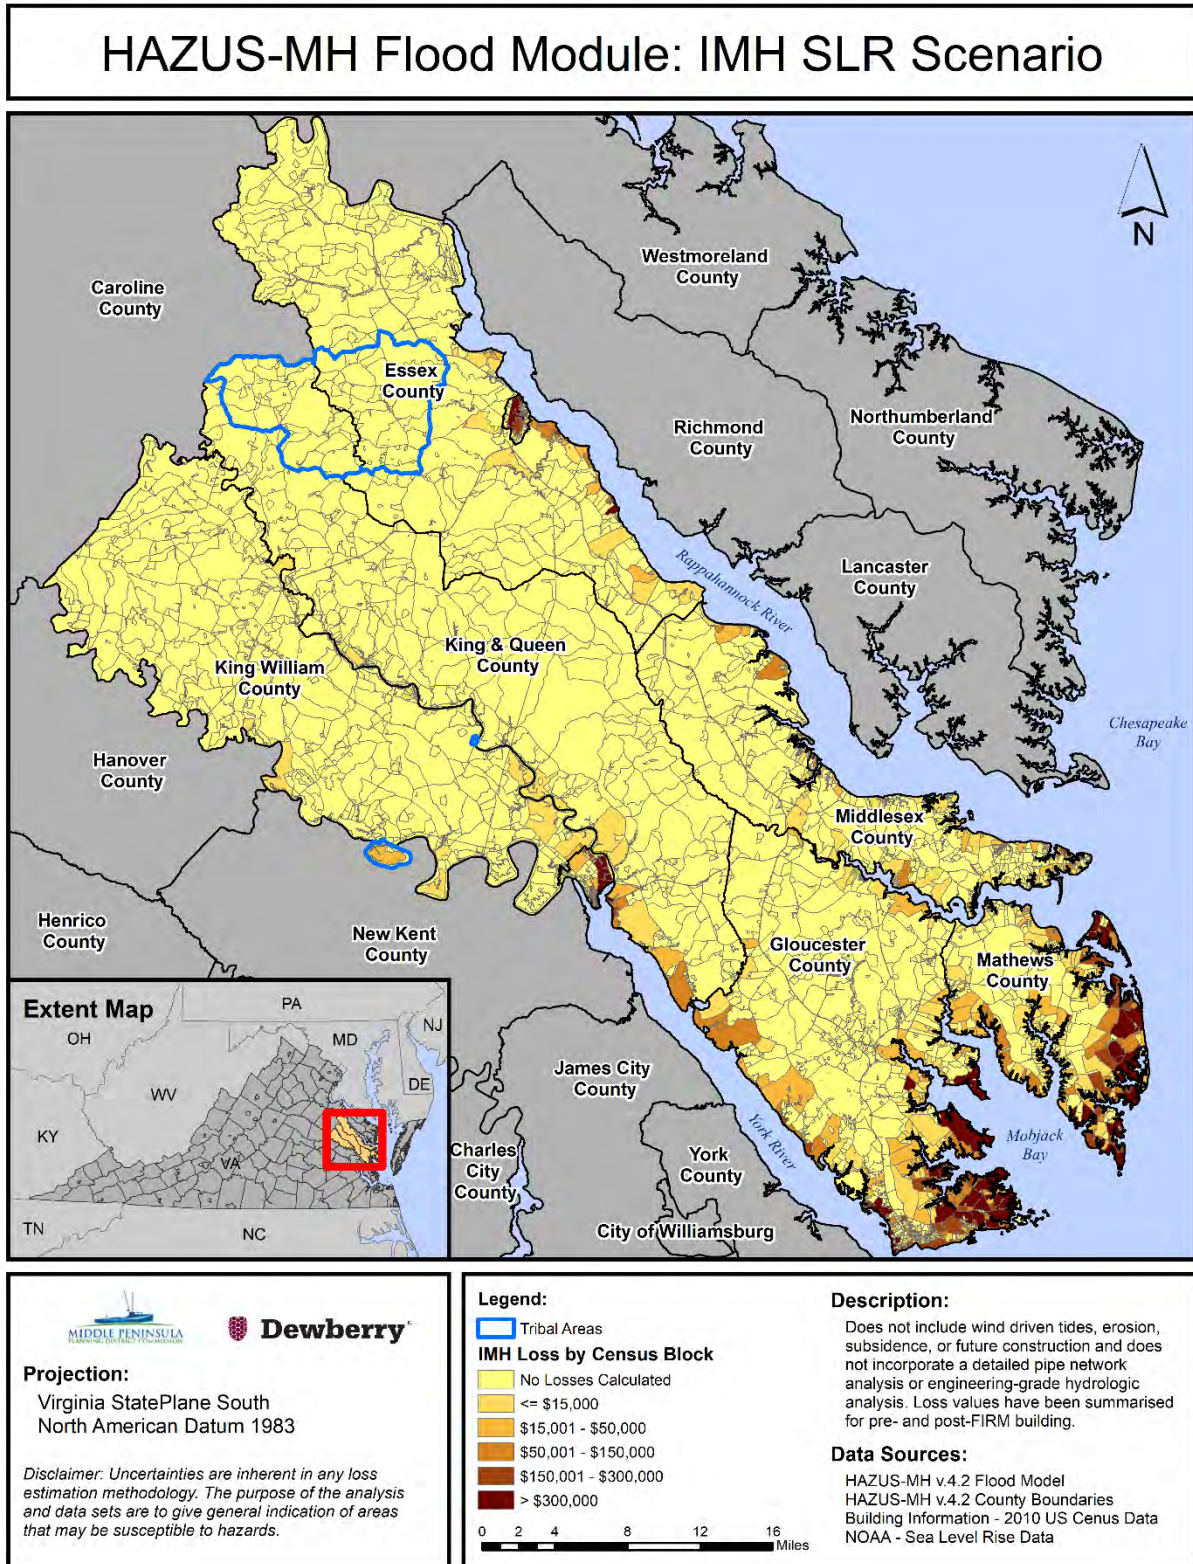 HAZUS-MH Flood Module: IMH SLR Scenario
N
Westmoreland
County
Caroline
County
Essex
County
Richmond
County
Northumberland
County
Rappahannock River
Lancaster
County
King & Queen
County
King William
County
Chesapeake
Bay
Hanover
County
Middlesex
County
Henrico
County
New Kent
County
Gloucester
County
Mathews
County
James City
County
York River
Mobjack
Bay
Charles
City
County
York
County
City of Williamsburg
Extent Map
PA
OH
MD
NJ
WV
DE
KY
VA
TN
NC
MIDDLE PENINSULA
PLANNING DISTRICT COMMISSION
Dewberry
Projection:
Virginia StatePlane South
North American Datum 1983
Disclaimer: Uncertainties are inherent in any loss
estimation methodology. The purpose of the analysis
and data sets are to give general indication of areas
that may be susceptible to hazards.
Legend:
Tribal Areas
IMH Loss by Census Block
No Losses Calculated
<= $15,000
$15,001 - $50,000
$50,001 - $150,000
$150,001 - $300,000
> $300,000
0 2 4 8 12 16
Miles
Description:
Does not include wind driven tides, erosion,
subsidence, or future construction and does
not incorporate a detailed pipe network
analysis or engineering-grade hydrologic
analysis. Loss values have been summarised
for pre- and post-FIRM building.
Data Sources:
HAZUS-MH v.4.2 Flood Model
HAZUS-MH v.4.2 County Boundaries
Building Information - 2010 US Cenus Data
NOAA - Sea Level Rise Data